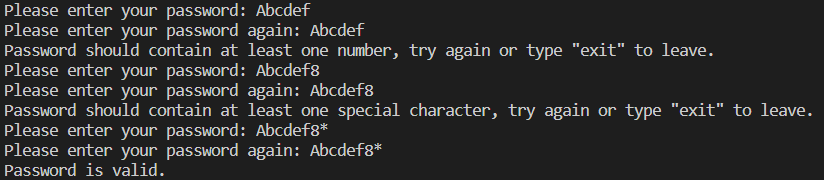 Please enter your password: Abcdef
Please enter your password again: Abcdef
Password should contain at least one number, try again or type "exit" to leave.
Please enter your password: Abcdef8
Please enter your password again: Abcdef8
Password should contain at least one special character, try again or type "exit" to leave.
Please enter your password: Abcdef8*
Please enter your password again: Abcdef8*
Password is valid.